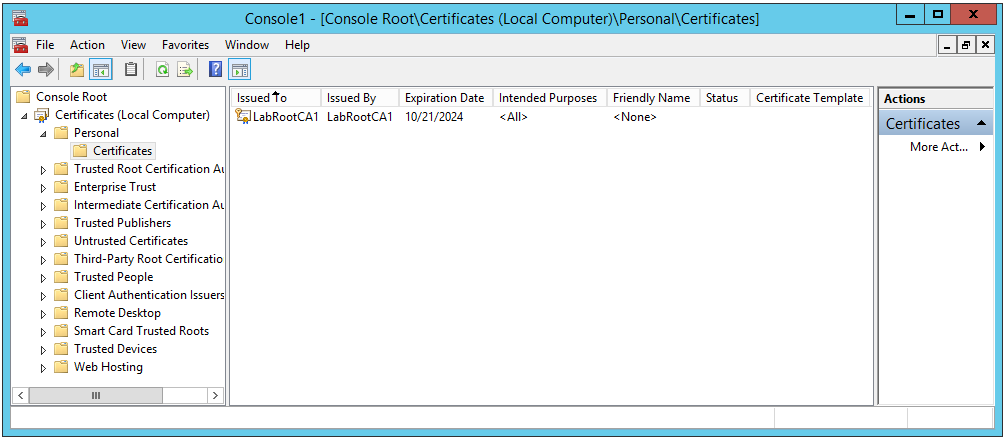 Console1 - [Console Root\Certificates (Local Computer)\Personal\Certificates]
File Action View Favorites Window Help
Console Root
Certificates (Local Computer)
Personal
Certificates
Trusted Root Certification Au
Enterprise Trust
Intermediate Certification Au
Trusted Publishers
Untrusted Certificates
Third-Party Root Certificatio
Trusted People
Client Authentication Issuers
Remote Desktop
Smart Card Trusted Roots
Trusted Devices
Web Hosting
Issued To Issued By Expiration Date Intended Purposes Friendly Name Status Certificate Template
LabRootCA1 LabRootCA1 10/21/2024 <All> <None>
Actions
Certificates
More Act...